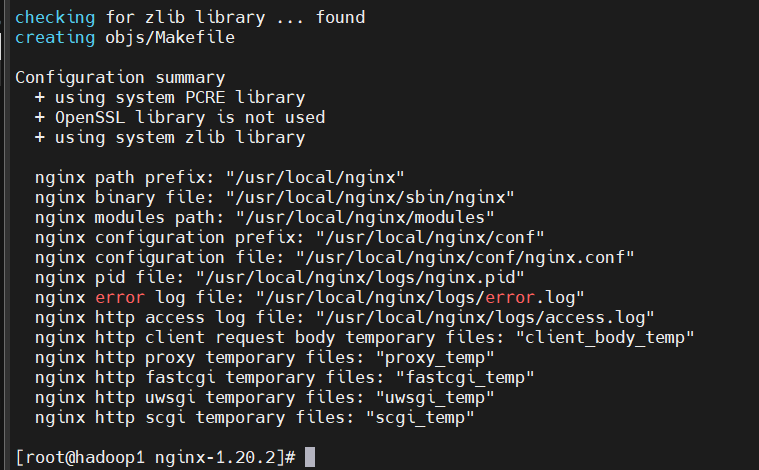 checking for zlib library ... found
creating objs/Makefile
Configuration summary
+ using system PCRE library
+ OpenSSL library is not used
+ using system zlib library
nginx path prefix: "/usr/local/nginx"
nginx binary file: "/usr/local/nginx/sbin/nginx"
nginx modules path: "/usr/local/nginx/modules"
nginx configuration prefix: "/usr/local/nginx/conf"
nginx configuration file: "/usr/local/nginx/conf/nginx.conf"
nginx pid file: "/usr/local/nginx/logs/nginx.pid"
nginx error log file: "/usr/local/nginx/logs/error.log"
nginx http access log file: "/usr/local/nginx/logs/access.log"
nginx http client request body temporary files: "client_body_temp"
nginx http proxy temporary files: "proxy_temp"
nginx http fastcgi temporary files: "fastcgi_temp"
nginx http uwsgi temporary files: "uwsgi_temp"
nginx http scgi temporary files: "scgi_temp"
[root@hadoop1 nginx-1.20.2]#